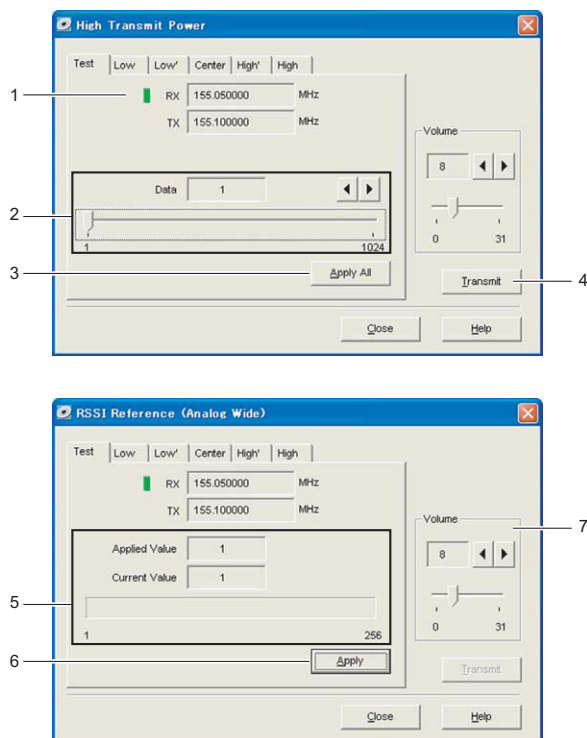 High Transmit Power
Test Low Low' Center High' High
1
RX 155.050000 MHz
TX 155.100000 MHz
Volume
8
0 31
Data 1
2
1 1024
3
Apply All
Transmit
4
Close Help
RSSI Reference (Analog Wide)
Test Low Low' Center High' High
RX 155.050000 MHz
TX 155.100000 MHz
Volume
7
8
0 31
Applied Value 1
Current Value 1
5
1 256
6
Apply
Transmit
Close Help